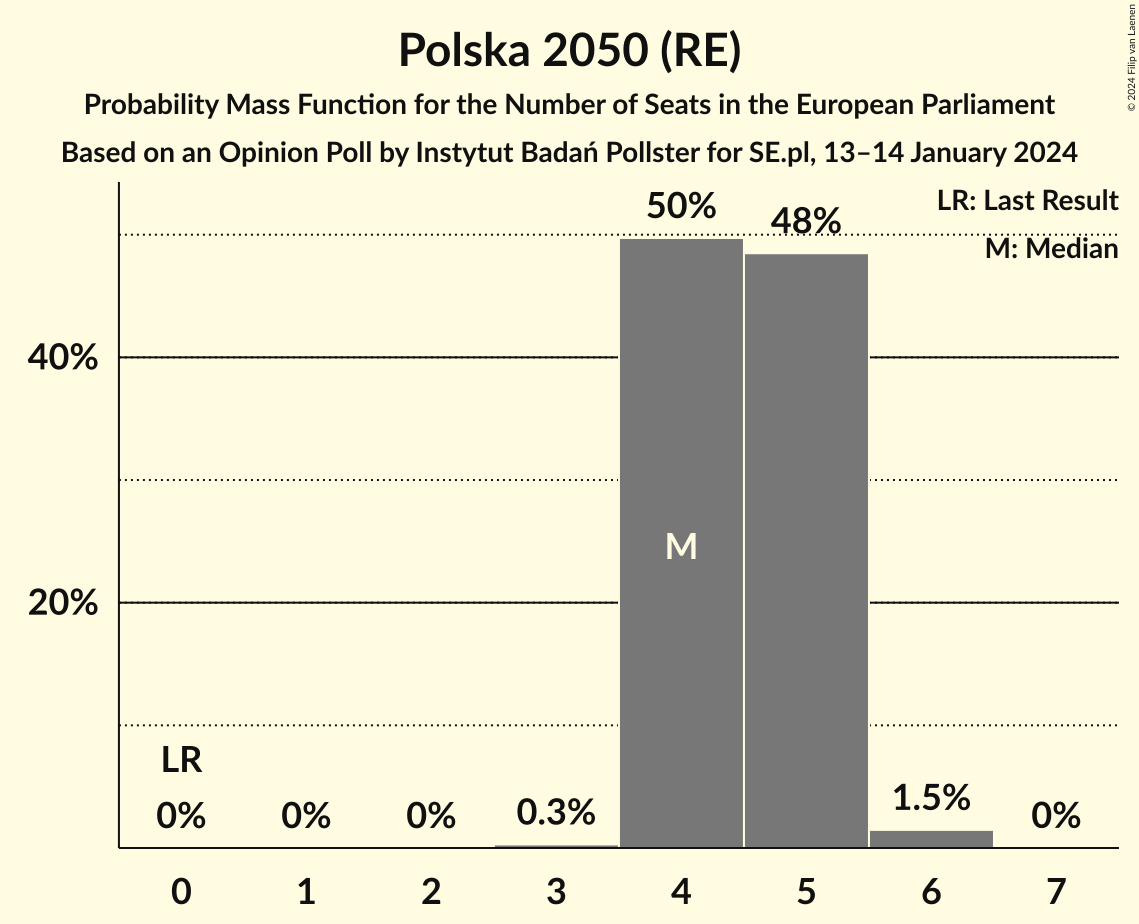 Polska 2050 (RE)
Probability Mass Function for the Number of Seats in the European Parliament
Based on an Opinion Poll by Instytut Badań Pollster for SE.pl, 13–14 January 2024
© 2024 Filip van Laenen
LR: Last Result
M: Median
50%
48%
40%
M
20%
LR
0%
0%
0%
0.3%
1.5%
0%
0 1 2 3 4 5 6 7